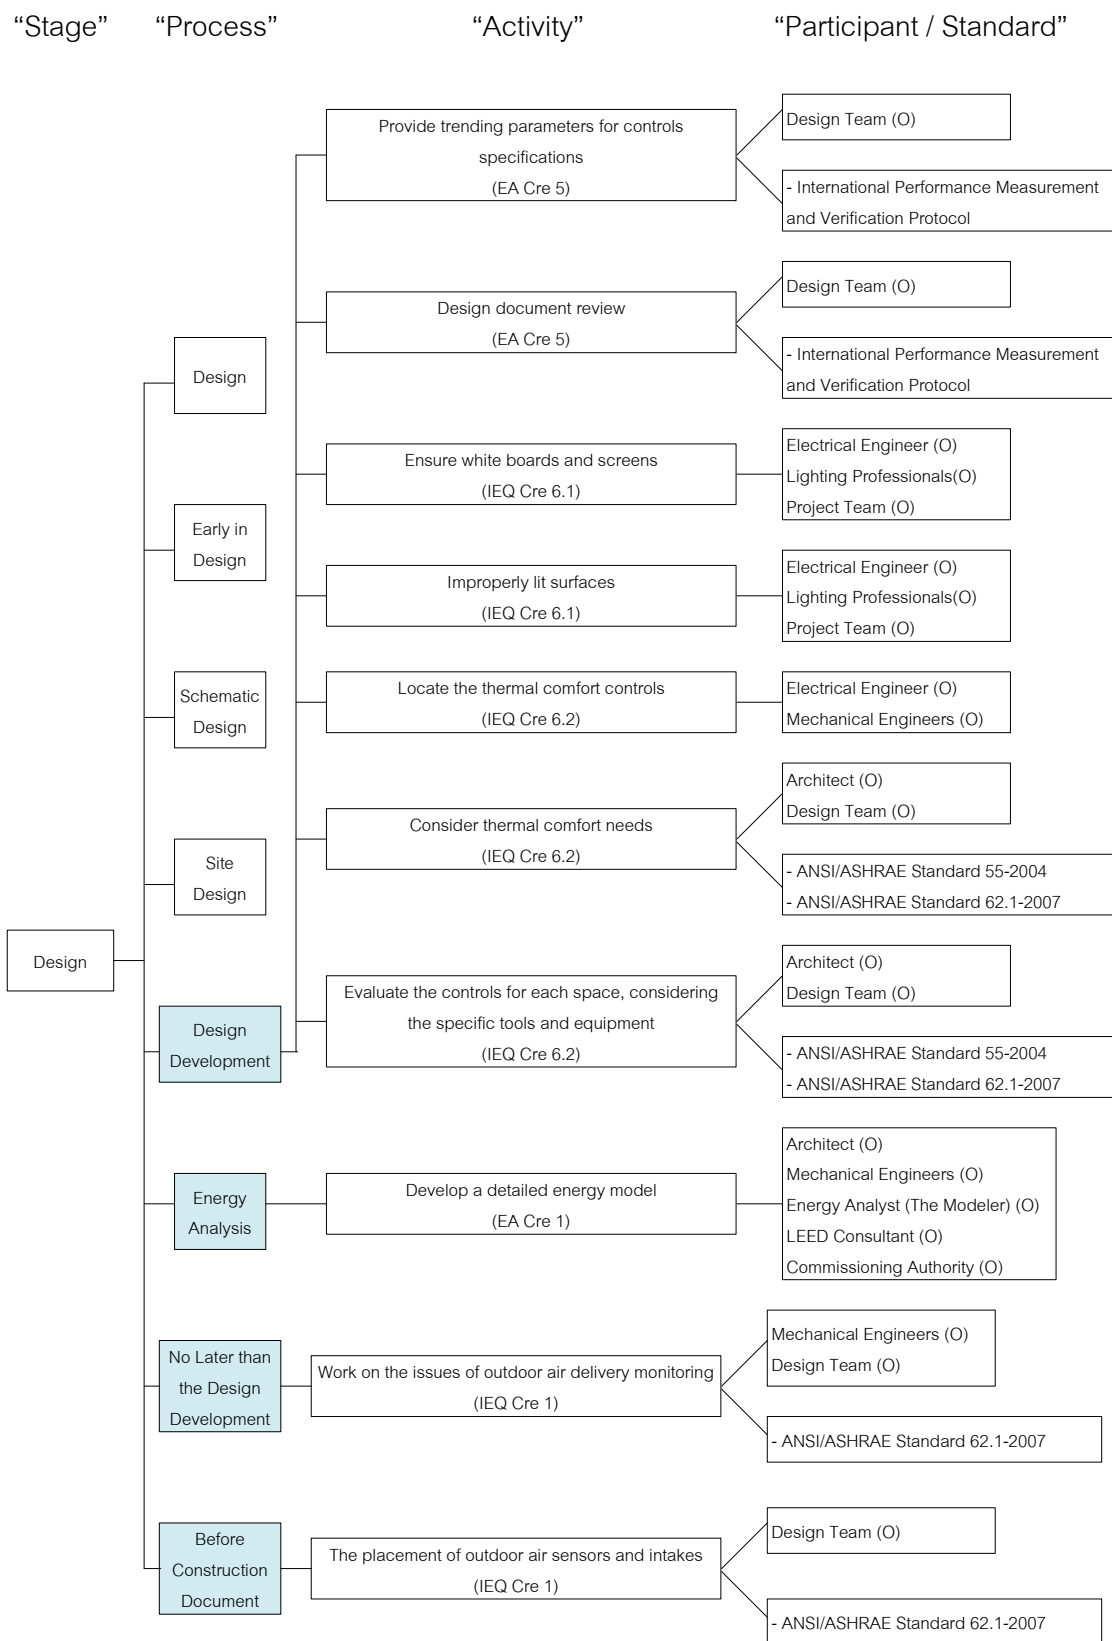 “Stage”
“Process”
“Activity”
“Participant / Standard”
Provide trending parameters for controls
specifications
(EA Cre 5)
Design Team (O)
- International Performance Measurement
and Verification Protocol
Design document review
(EA Cre 5)
Design Team (O)
- International Performance Measurement
and Verification Protocol
Design
Ensure white boards and screens
(IEQ Cre 6.1)
Electrical Engineer (O)
Lighting Professionals(O)
Project Team (O)
Early in
Design
Improperly lit surfaces
(IEQ Cre 6.1)
Electrical Engineer (O)
Lighting Professionals(O)
Project Team (O)
Schematic
Design
Locate the thermal comfort controls
(IEQ Cre 6.2)
Electrical Engineer (O)
Mechanical Engineers (O)
Site
Design
Consider thermal comfort needs
(IEQ Cre 6.2)
Architect (O)
Design Team (O)
- ANSI/ASHRAE Standard 55-2004
- ANSI/ASHRAE Standard 62.1-2007
Design
Design
Development
Evaluate the controls for each space, considering
the specific tools and equipment
(IEQ Cre 6.2)
Architect (O)
Design Team (O)
- ANSI/ASHRAE Standard 55-2004
- ANSI/ASHRAE Standard 62.1-2007
Energy
Analysis
Develop a detailed energy model
(EA Cre 1)
Architect (O)
Mechanical Engineers (O)
Energy Analyst (The Modeler) (O)
LEED Consultant (O)
Commissioning Authority (O)
No Later than
the Design
Development
Work on the issues of outdoor air delivery monitoring
(IEQ Cre 1)
Mechanical Engineers (O)
Design Team (O)
- ANSI/ASHRAE Standard 62.1-2007
Before
Construction
Document
The placement of outdoor air sensors and intakes
(IEQ Cre 1)
Design Team (O)
- ANSI/ASHRAE Standard 62.1-2007